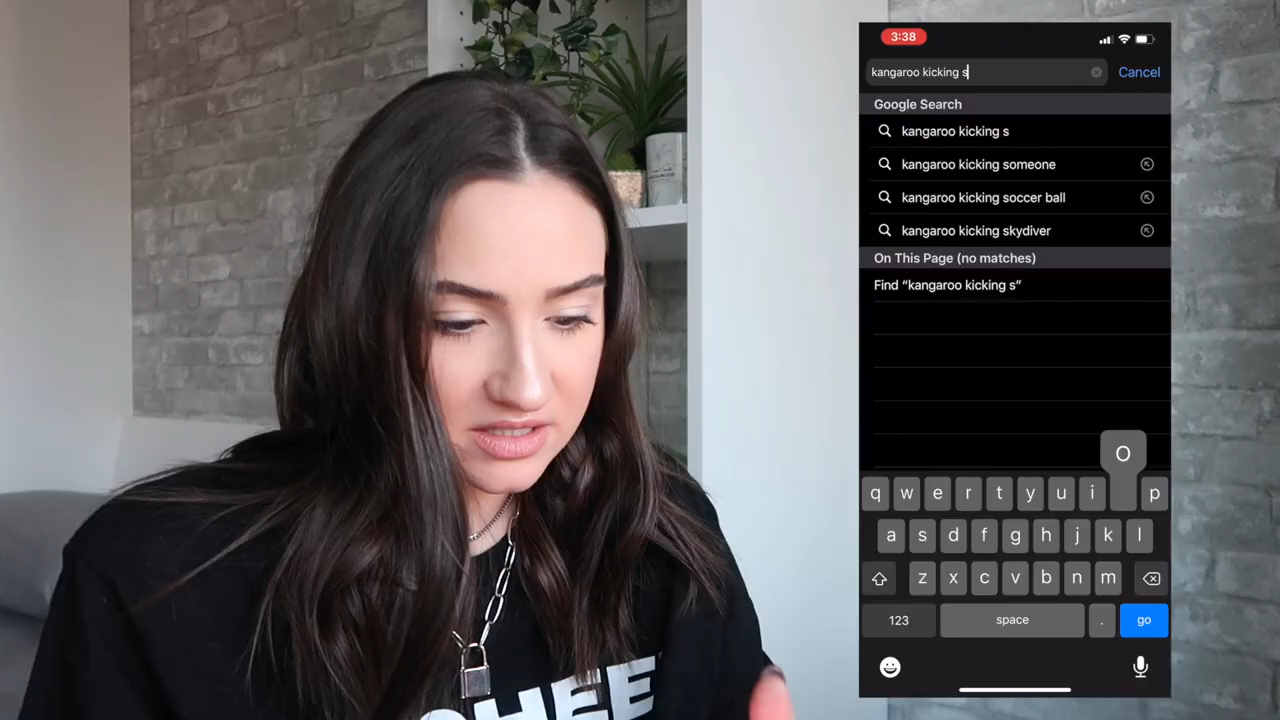 3:38
kangaroo kicking s
Cancel
Google Search
kangaroo kicking s
kangaroo kicking someone
kangaroo kicking soccer ball
kangaroo kicking skydiver
On This Page (no matches)
Find “kangaroo kicking s”
O
q w e r t y u i p
a s d f g h j k l
z x c v b n m
123 space . go